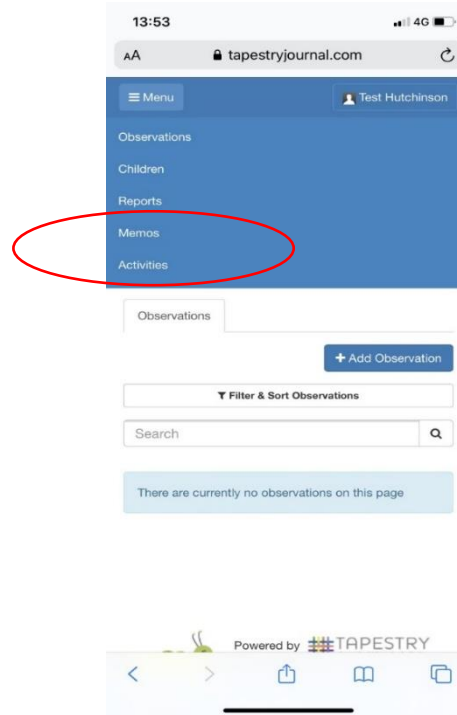 13:53
4G
AA tapestryjournal.com
Menu Test Hutchinson
Observations
Children
Reports
Memos
Activities
Observations
+ Add Observation
Filter & Sort Observations
Search
There are currently no observations on this page
Powered by TAPESTRY